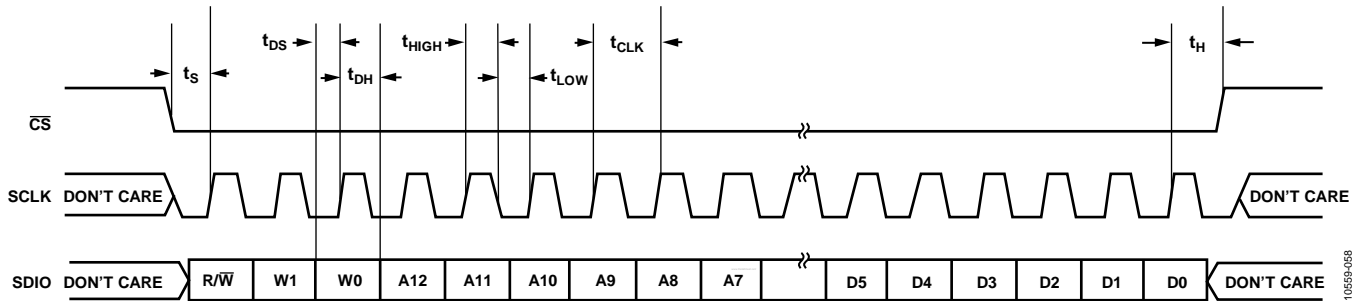 tDS tHIGH tCLK tH
tS tDH tLOW
CS
SCLK DON'T CARE DON'T CARE
SDIO DON'T CARE R/W W1 W0 A12 A11 A10 A9 A8 A7 D5 D4 D3 D2 D1 D0 DON'T CARE
10559-058